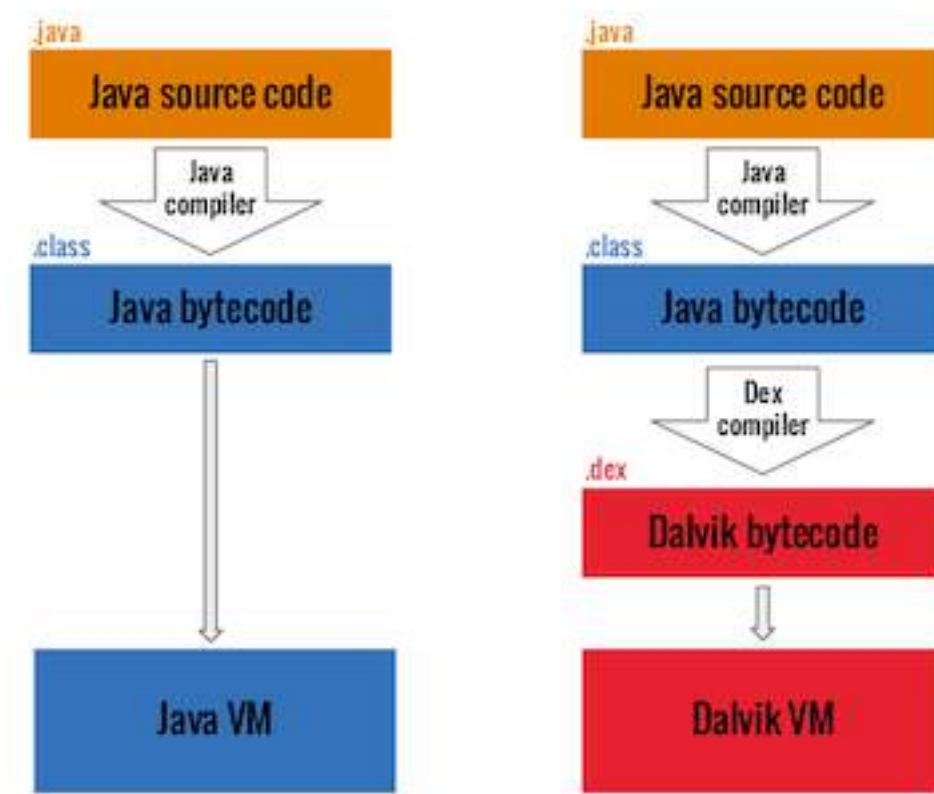 .java
Java source code
Java
compiler
.class
Java bytecode
Java VM
.java
Java source code
Java
compiler
.class
Java bytecode
Dex
compiler
.dex
Dalvik bytecode
Dalvik VM